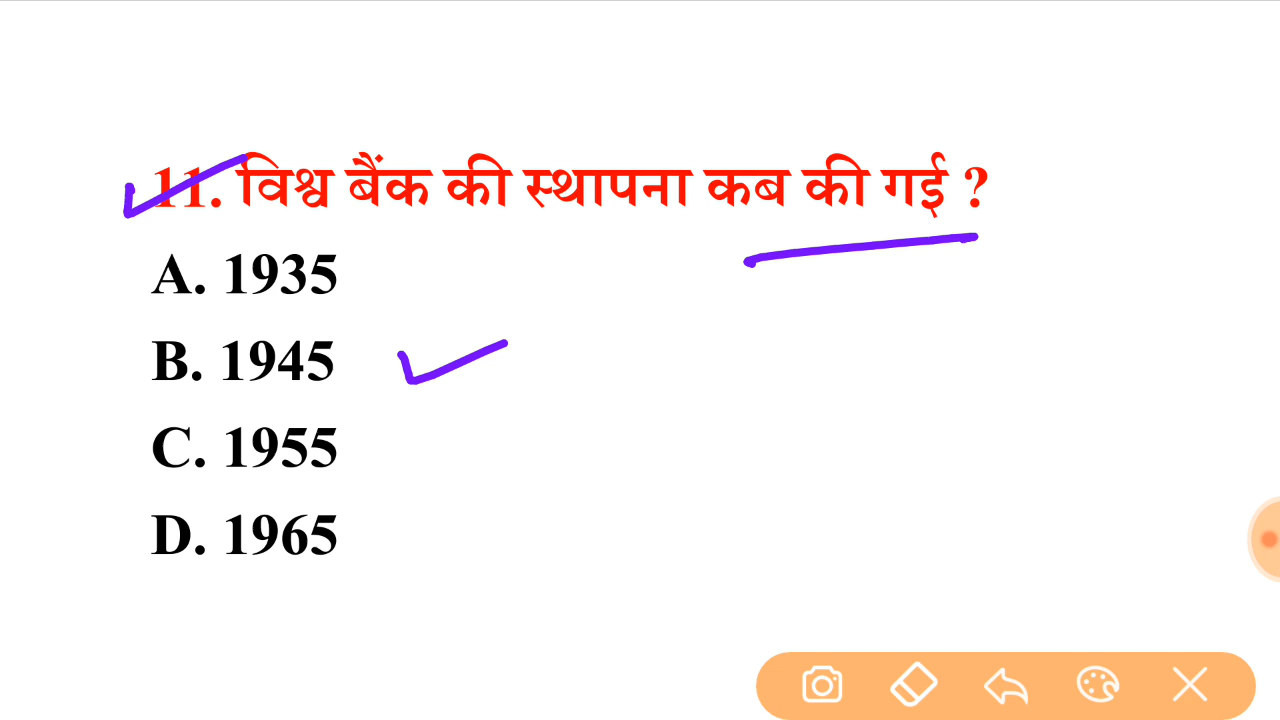 11. विश्व बैंक की स्थापना कब की गई ?
A. 1935
B. 1945
C. 1955
D. 1965